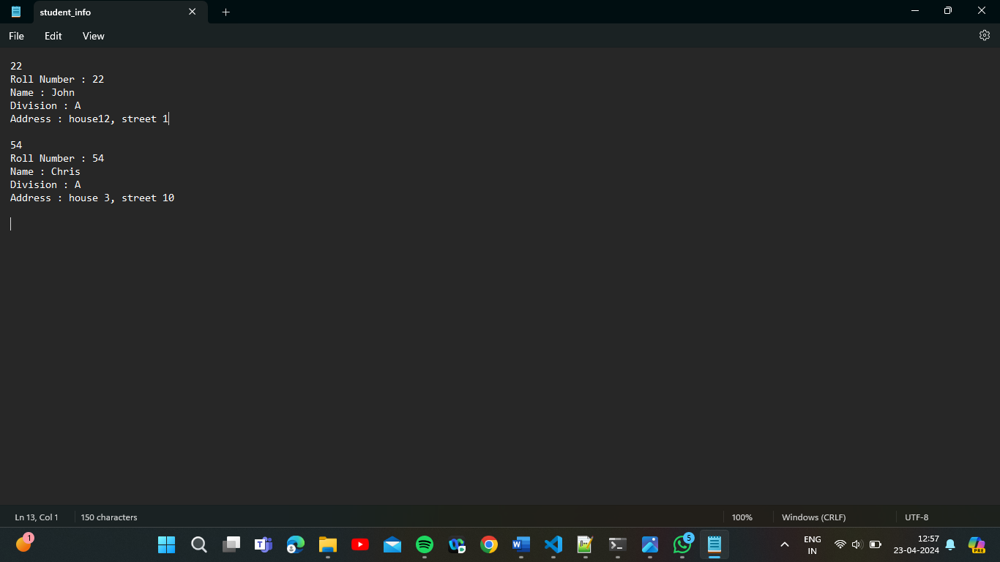 student_info
File Edit View
22
Roll Number : 22
Name : John
Division : A
Address : house12, street 1

54
Roll Number : 54
Name : Chris
Division : A
Address : house 3, street 10

Ln 13, Col 1 150 characters 100% Windows (CRLF) UTF-8
1 5 ENG 12:57
IN 23-04-2024 PRE